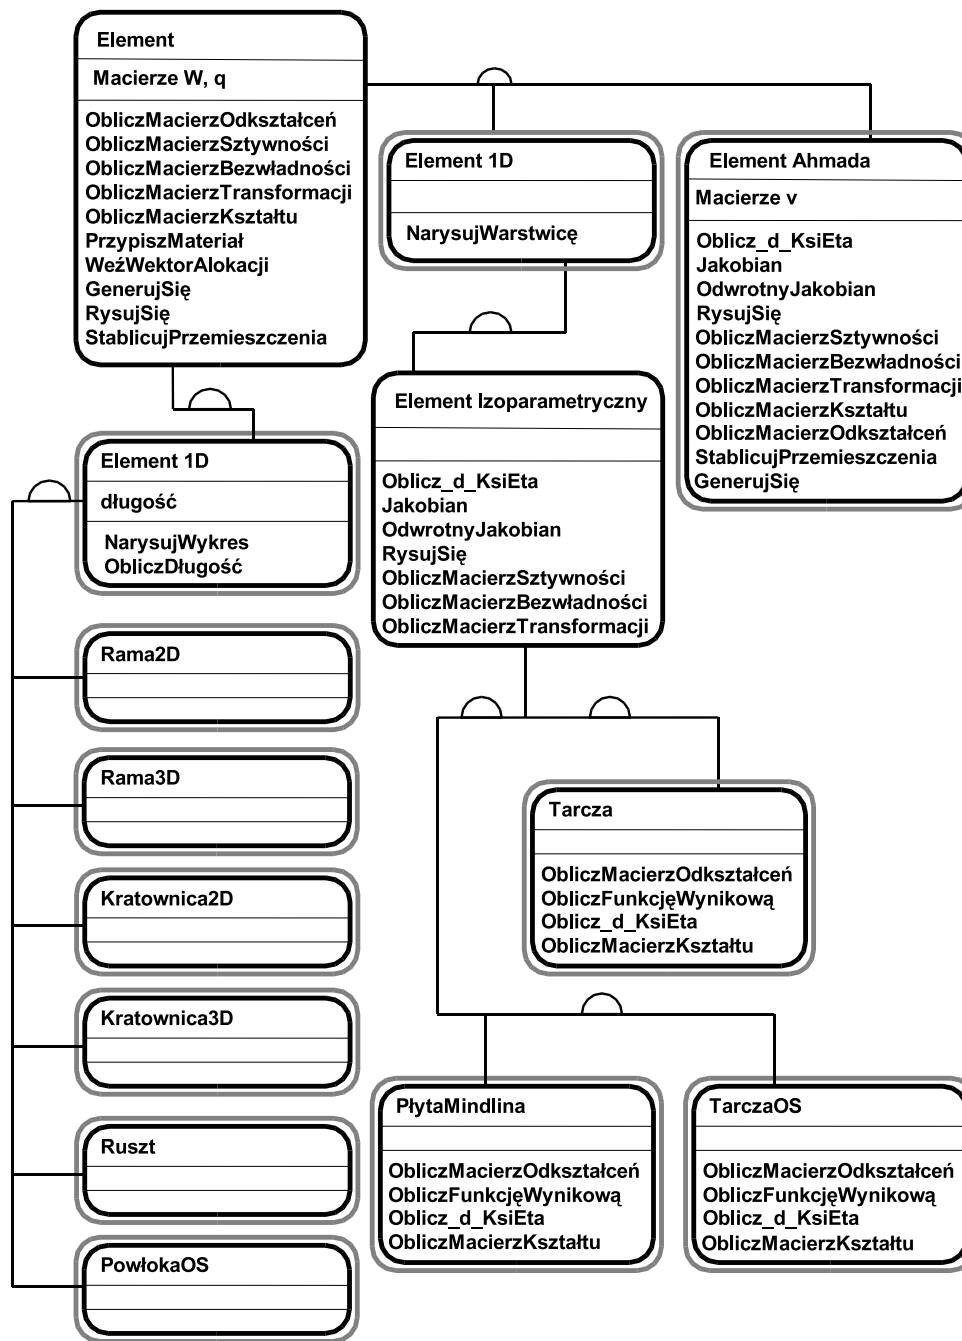 Element
Macierze W, q
ObliczMacierzOdkształceń
ObliczMacierzSztywności
ObliczMacierzBezwładności
ObliczMacierzTransformacji
ObliczMacierzKształtu
PrzypiszMateriał
WeźWektorAlokacji
GenerujSię
RysujSię
StablicujPrzemieszczenia
Element 1D
NarysujWarstwicę
Element Ahmada
Macierze v
Oblicz_d_KsiEta
Jakobian
OdwrotnyJakobian
RysujSię
ObliczMacierzSztywności
ObliczMacierzBezwładności
ObliczMacierzTransformacji
ObliczMacierzKształtu
ObliczMacierzOdkształceń
StablicujPrzemieszczenia
GenerujSię
Element Izoparametryczny
Oblicz_d_KsiEta
Jakobian
OdwrotnyJakobian
RysujSię
ObliczMacierzSztywności
ObliczMacierzBezwładności
ObliczMacierzTransformacji
Element 1D
długość
NarysujWykres
ObliczDługość
Rama2D
Rama3D
Kratownica2D
Kratownica3D
Ruszt
PowłokaOS
Tarcza
ObliczMacierzOdkształceń
ObliczFunkcjęWynikową
Oblicz_d_KsiEta
ObliczMacierzKształtu
PłytaMindlina
ObliczMacierzOdkształceń
ObliczFunkcjęWynikową
Oblicz_d_KsiEta
ObliczMacierzKształtu
TarczaOS
ObliczMacierzOdkształceń
ObliczFunkcjęWynikową
Oblicz_d_KsiEta
ObliczMacierzKształtu